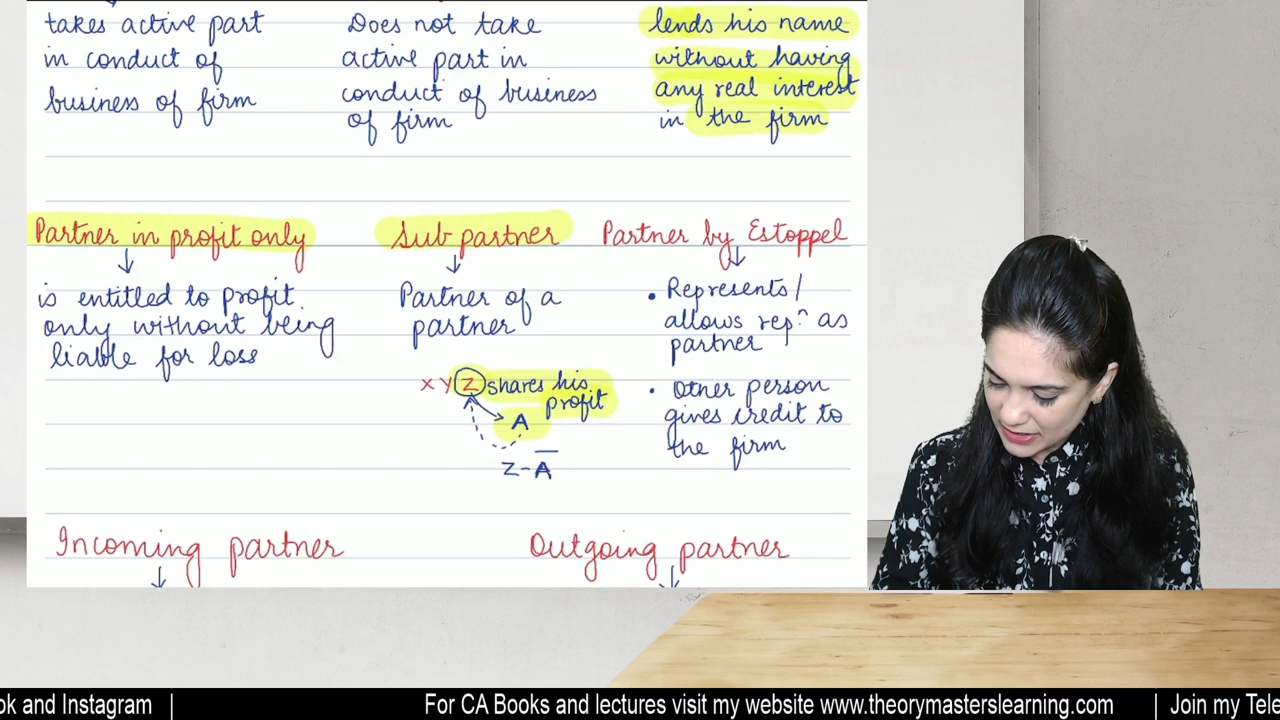 takes active part
in conduct of
business of firm
Does not take
active part in
conduct of business
of firm
lends his name
without having
any real interest
in the firm
Partner in profit only
is entitled to profit
only without being
liable for loss
Sub partner
Partner of a
partner
X Y Z shares his
profit
A
Z-A
Partner by Estoppel
• Represents/
allows repⁿ as
partner
• Other person
gives credit to
the firm
Incoming partner
Outgoing partner
ok and Instagram | For CA Books and lectures visit my website www.theorymasterslearning.com | Join my Tele